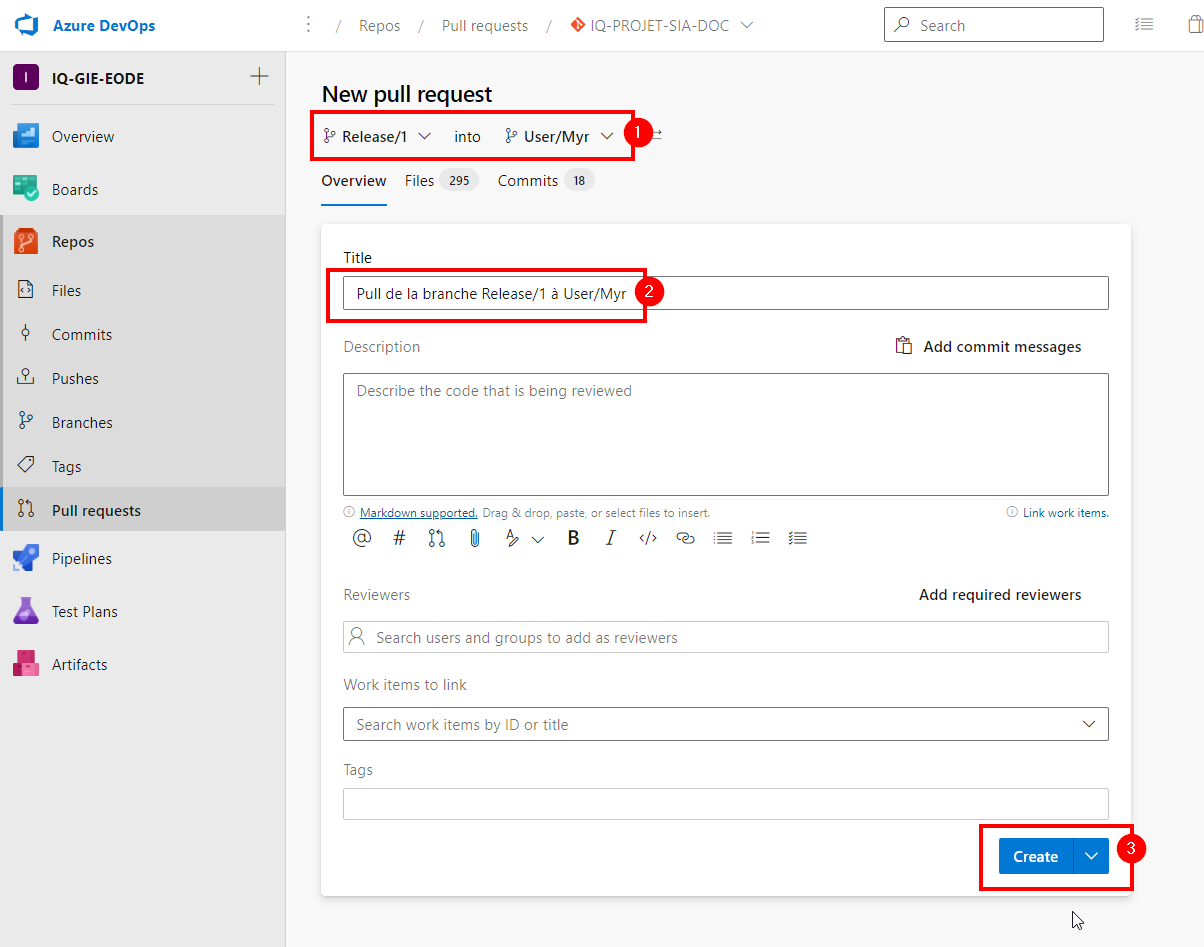 Azure DevOps
/ Repos / Pull requests / IQ-PROJET-SIA-DOC
Search
I IQ-GIE-EODE
Overview
Boards
Repos
Files
Commits
Pushes
Branches
Tags
Pull requests
Pipelines
Test Plans
Artifacts
New pull request
Release/1 into User/Myr 1
Overview Files 295 Commits 18
Title
Pull de la branche Release/1 à User/Myr 2
Description Add commit messages
Describe the code that is being reviewed
Markdown supported. Drag & drop, paste, or select files to insert. Link work items.
@ # B I </>
Reviewers Add required reviewers
Search users and groups to add as reviewers
Work items to link
Search work items by ID or title
Tags
Create 3